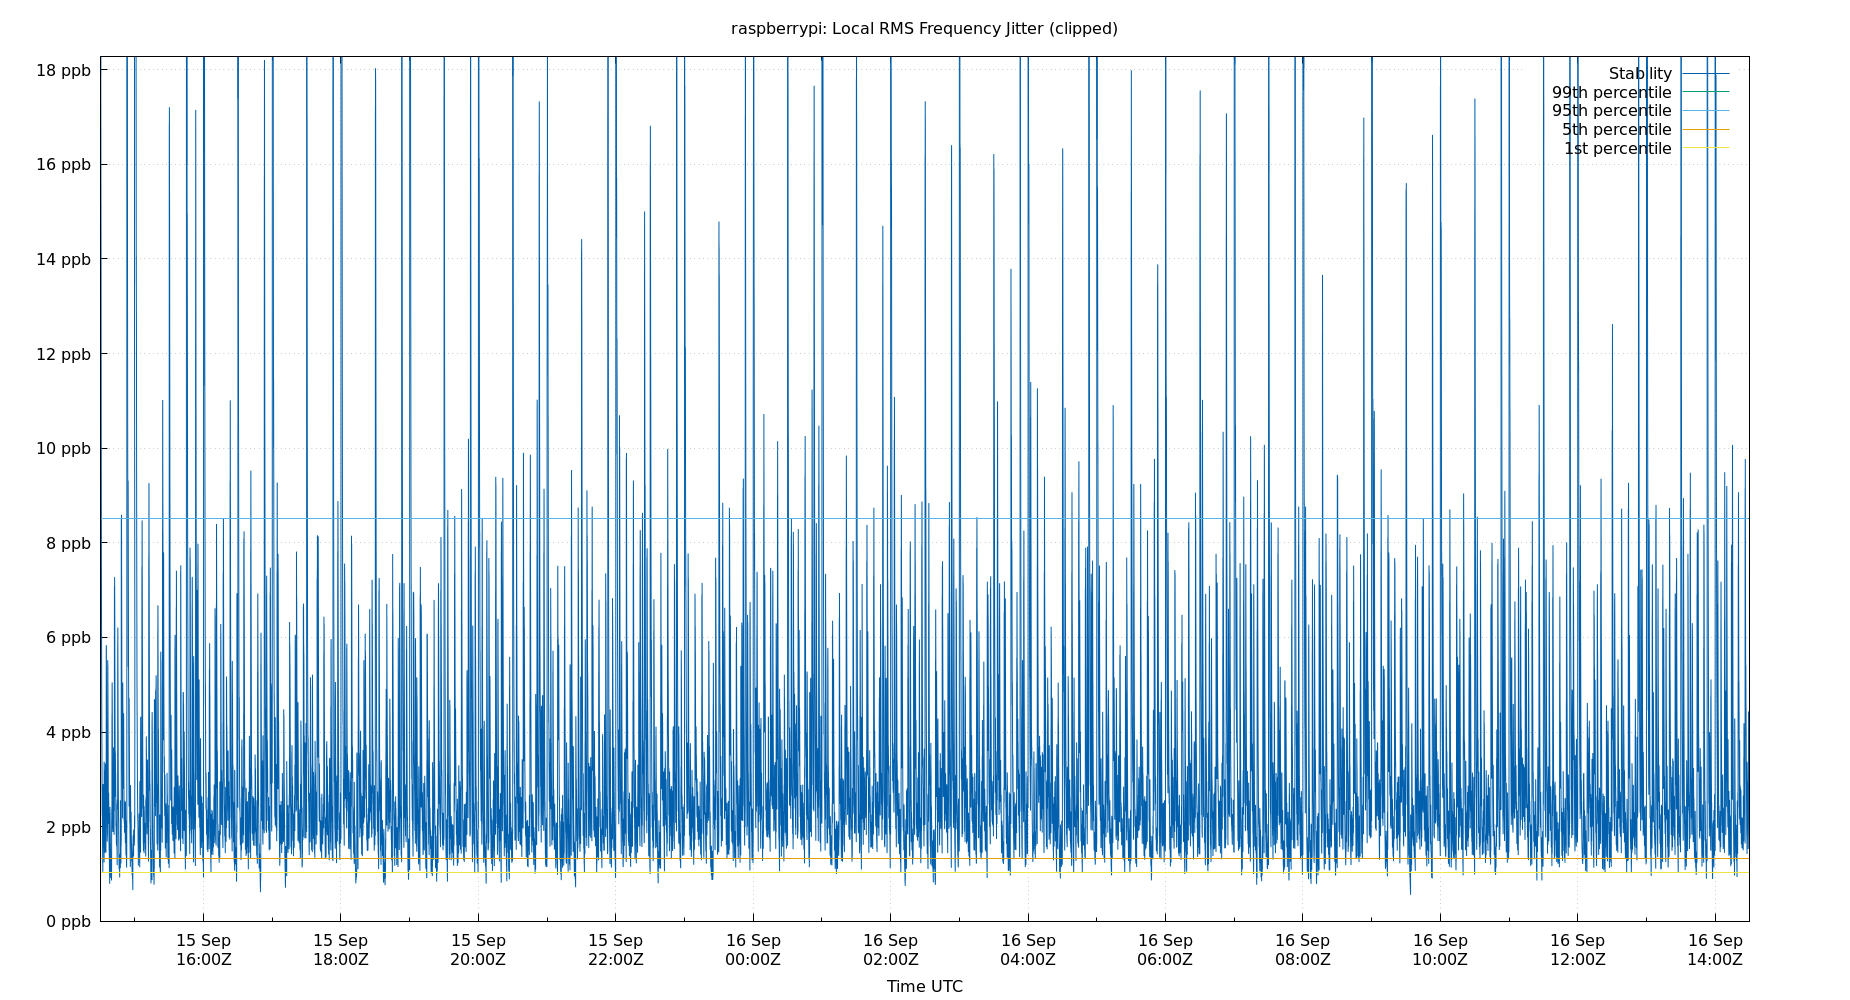 raspberrypi: Local RMS Frequency Jitter (clipped)
18 ppb
16 ppb
14 ppb
12 ppb
10 ppb
8 ppb
6 ppb
4 ppb
2 ppb
0 ppb
Stability
99th percentile
95th percentile
5th percentile
1st percentile
15 Sep 15 Sep 15 Sep 15 Sep 16 Sep 16 Sep 16 Sep 16 Sep 16 Sep 16 Sep 16 Sep 16 Sep
16:00Z 18:00Z 20:00Z 22:00Z 00:00Z 02:00Z 04:00Z 06:00Z 08:00Z 10:00Z 12:00Z 14:00Z
Time UTC